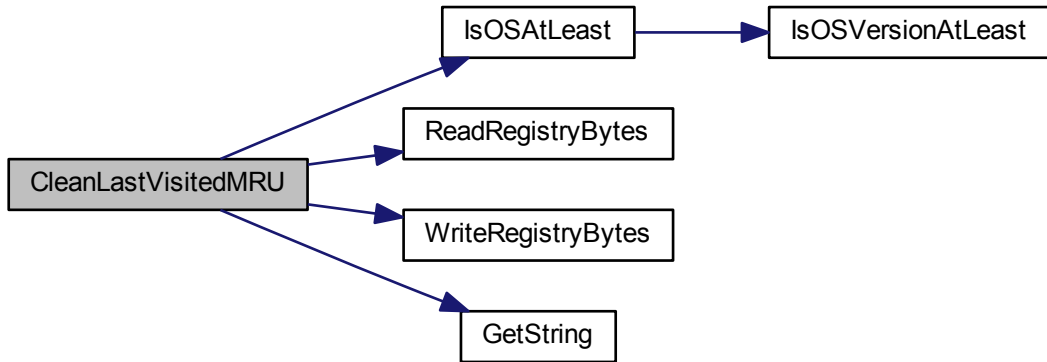 IsOSAtLeast
IsOSVersionAtLeast
ReadRegistryBytes
CleanLastVisitedMRU
WriteRegistryBytes
GetString